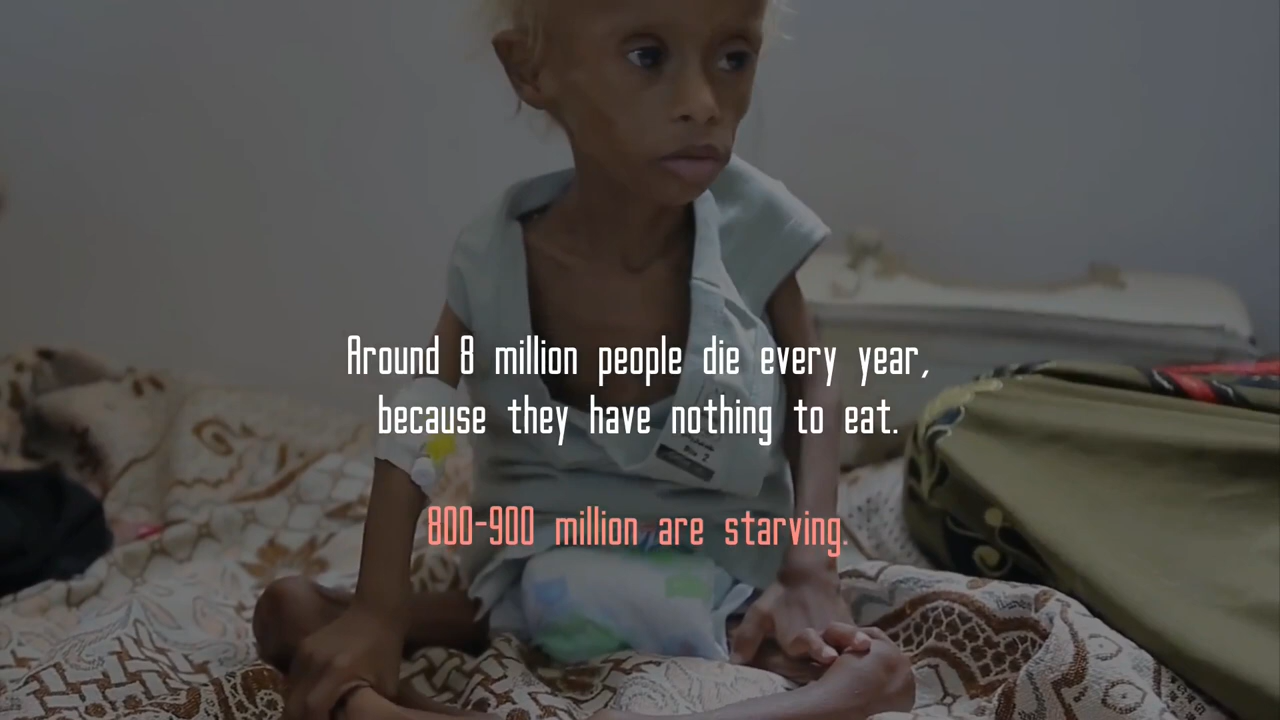 Around 8 million people die every year,
because they have nothing to eat.
800-900 million are starving.